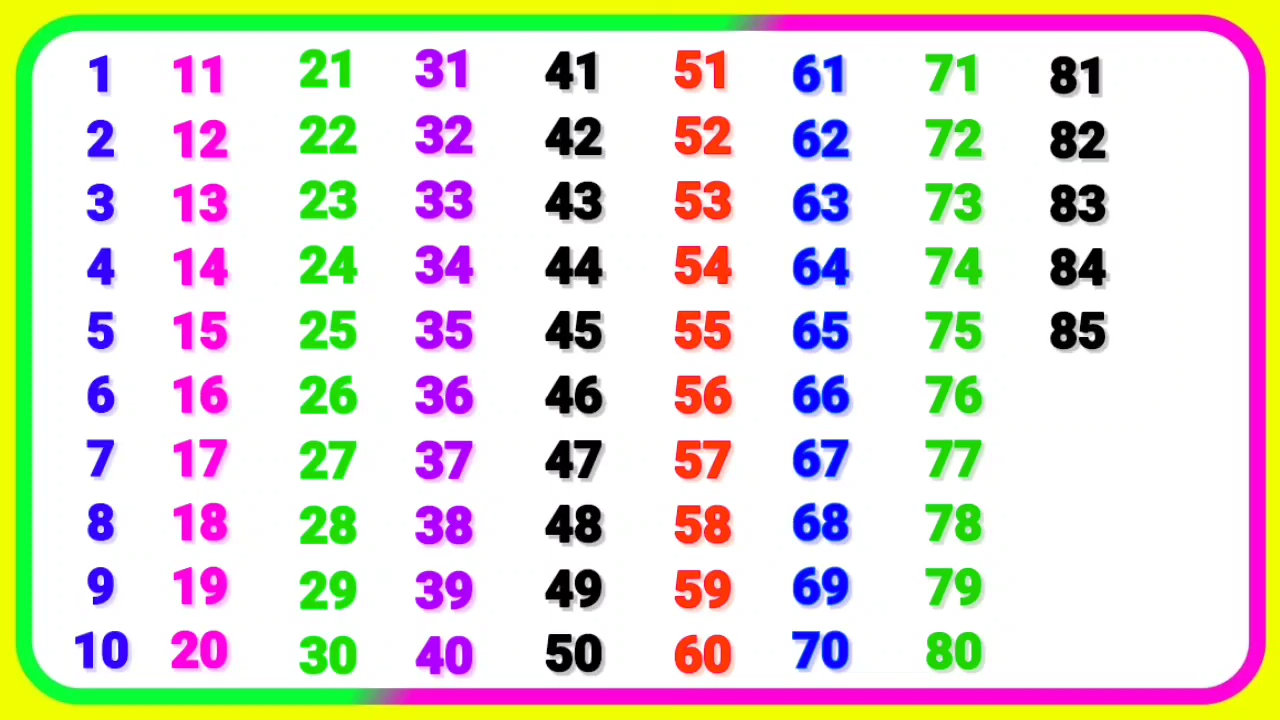 1 11 21 31 41 51 61 71 81
2 12 22 32 42 52 62 72 82
3 13 23 33 43 53 63 73 83
4 14 24 34 44 54 64 74 84
5 15 25 35 45 55 65 75 85
6 16 26 36 46 56 66 76
7 17 27 37 47 57 67 77
8 18 28 38 48 58 68 78
9 19 29 39 49 59 69 79
10 20 30 40 50 60 70 80